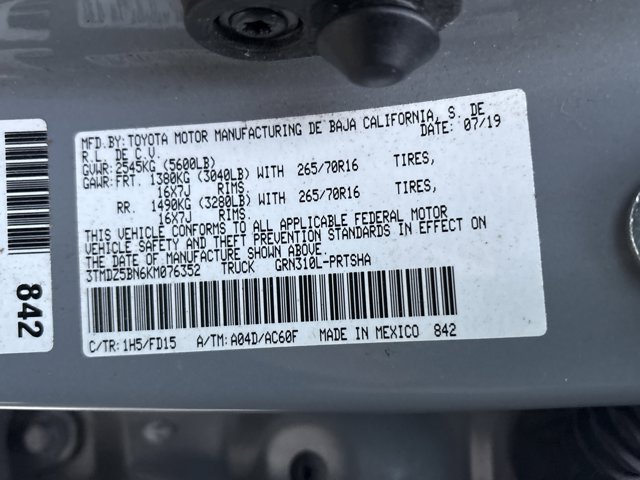 MFD.BY:TOYOTA MOTOR MANUFACTURING DE BAJA CALIFORNIA, S. DE
R.L. DE C.V. DATE: 07/19
GVWR:2545KG (5600LB)
GAWR:FRT. 1380KG (3040LB) WITH 265/70R16 TIRES,
16X7J RIMS.
RR. 1490KG (3280LB) WITH 265/70R16 TIRES,
16X7J RIMS.
THIS VEHICLE CONFORMS TO ALL APPLICABLE FEDERAL MOTOR
VEHICLE SAFETY AND THEFT PREVENTION STANDARDS IN EFFECT ON
THE DATE OF MANUFACTURE SHOWN ABOVE
3TMDZ5BN6KM076352 TRUCK GRN310L-PRTSHA
C/TR:1H5/FD15 A/TM:A04D/AC60F MADE IN MEXICO 842
842